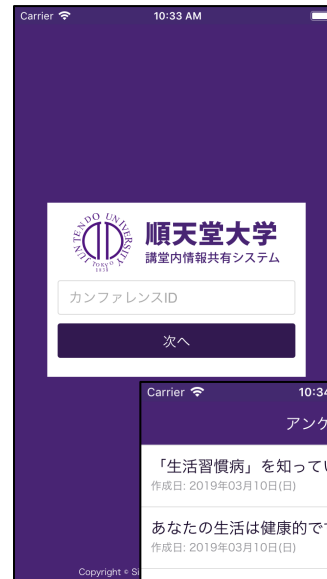 Carrier 10:33 AM
JUNTENDO UNIVERSITY
TOKYO
1838
順天堂大学
講堂内情報共有システム
カンファレンスID
次へ
Carrier 10:34
アンケ
「生活習慣病」を知ってい
作成日: 2019年03月10日(日)
あなたの生活は健康的で
作成日: 2019年03月10日(日)
Copyright © Si